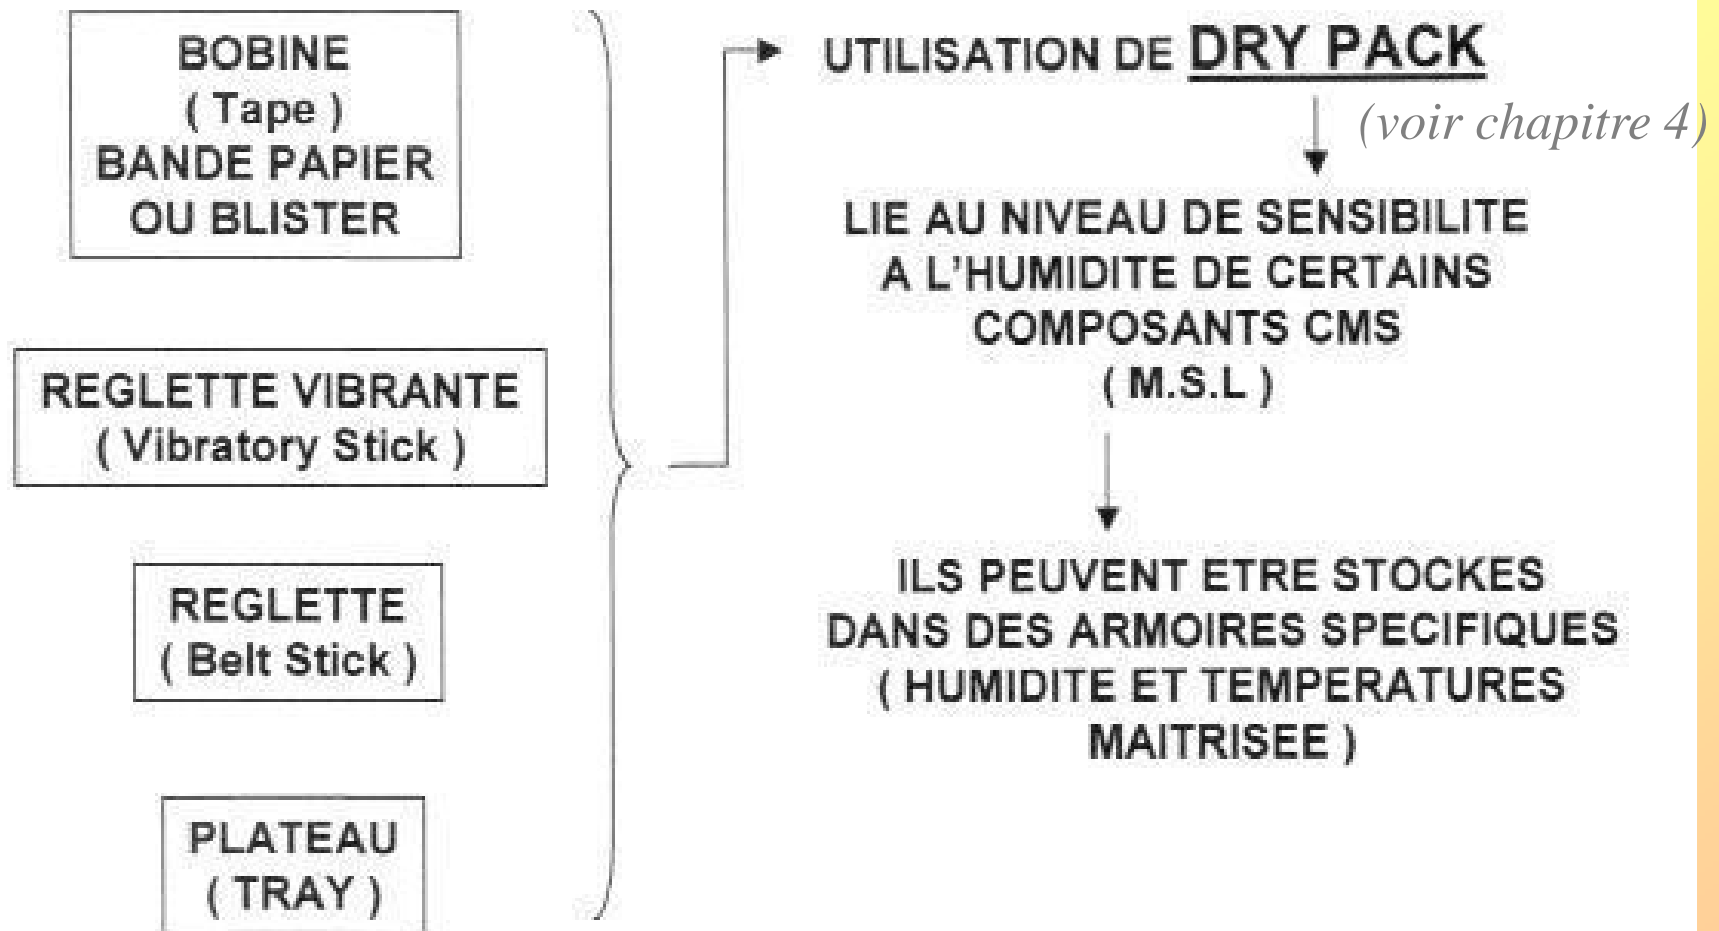 BOBINE
( Tape )
BANDE PAPIER
OU BLISTER
REGLETTE VIBRANTE
( Vibratory Stick )
REGLETTE
( Belt Stick )
PLATEAU
( TRAY )
UTILISATION DE DRY PACK
(voir chapitre 4)
LIE AU NIVEAU DE SENSIBILITE
A L'HUMIDITE DE CERTAINS
COMPOSANTS CMS
( M.S.L )
ILS PEUVENT ETRE STOCKES
DANS DES ARMOIRES SPECIFIQUES
( HUMIDITE ET TEMPERATURES
MAITRISEE )